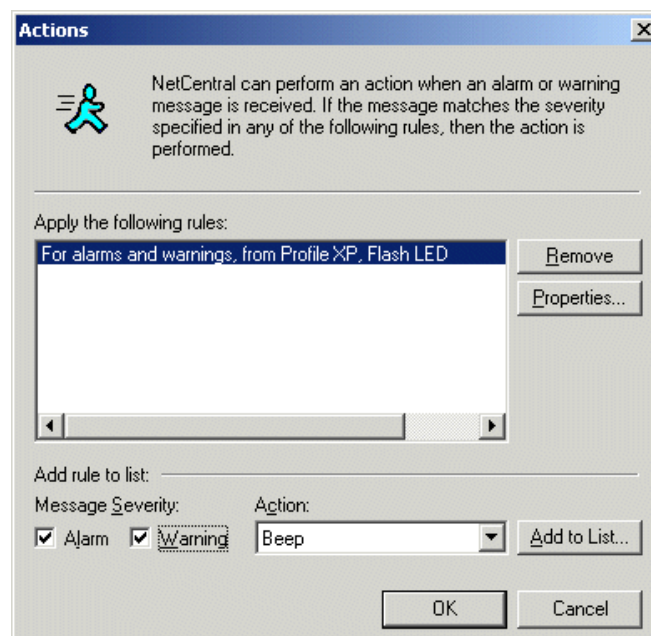 Actions
NetCentral can perform an action when an alarm or warning
message is received. If the message matches the severity
specified in any of the following rules, then the action is
performed.
Apply the following rules:
For alarms and warnings, from Profile XP, Flash LED
Remove
Properties...
Add rule to list:
Message Severity:
Action:
Alarm
Warning
Beep
Add to List...
OK
Cancel